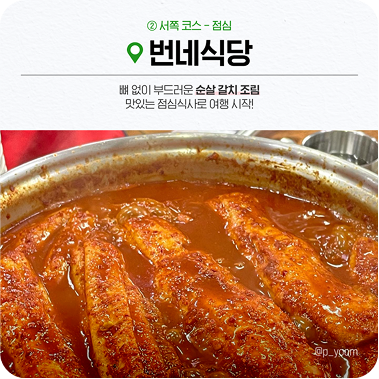 ② 서쪽 코스 - 점심
번네식당
뼈 없이 부드러운 순살 갈치 조림
맛있는 점심식사로 여행 시작!
@p_yoom